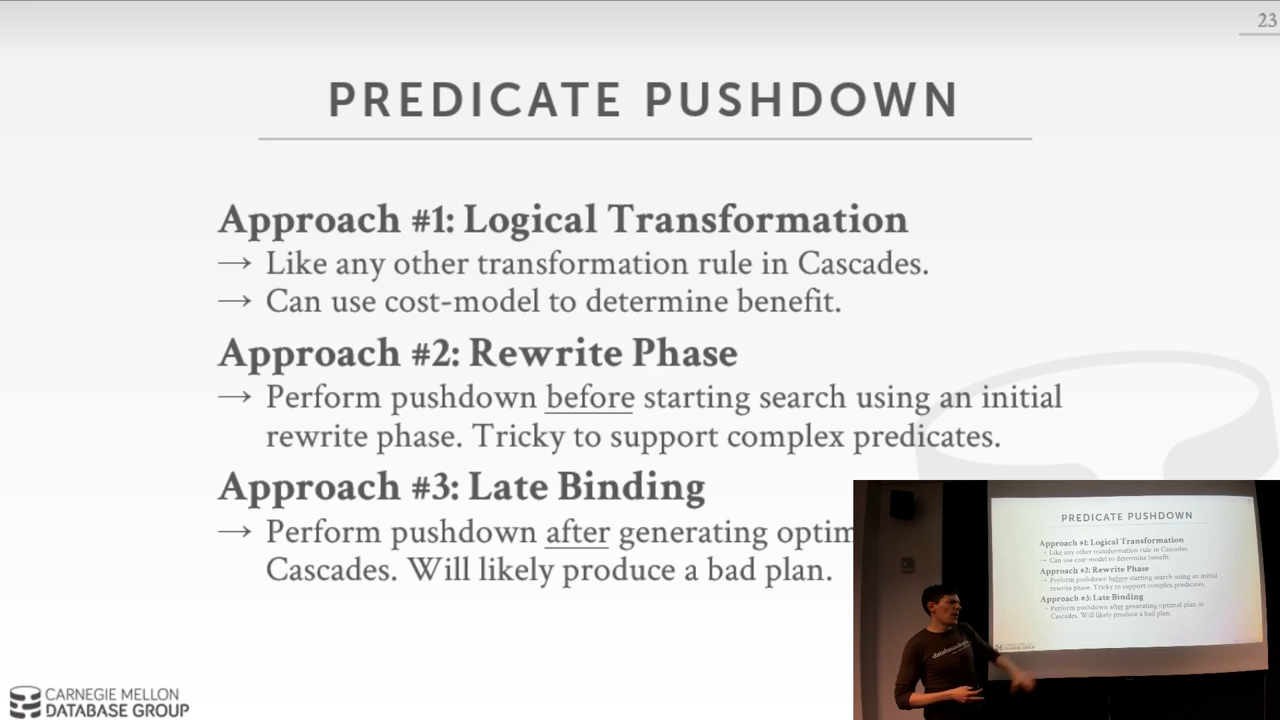 23
PREDICATE PUSHDOWN
Approach #1: Logical Transformation
→ Like any other transformation rule in Cascades.
→ Can use cost-model to determine benefit.
Approach #2: Rewrite Phase
→ Perform pushdown before starting search using an initial
rewrite phase. Tricky to support complex predicates.
Approach #3: Late Binding
→ Perform pushdown after generating optim
Cascades. Will likely produce a bad plan.
CARNEGIE MELLON
DATABASE GROUP
PREDICATE PUSHDOWN
Approach #1: Logical Transformation
→ Like any other transformation rule in Cascades.
→ Can use cost-model to determine benefit.
Approach #2: Rewrite Phase
→ Perform pushdown before starting search using an initial
rewrite phase. Tricky to support complex predicates.
Approach #3: Late Binding
→ Perform pushdown after generating optimal plan in
Cascades. Will likely produce a bad plan.
CARNEGIE MELLON
DATABASE GROUP